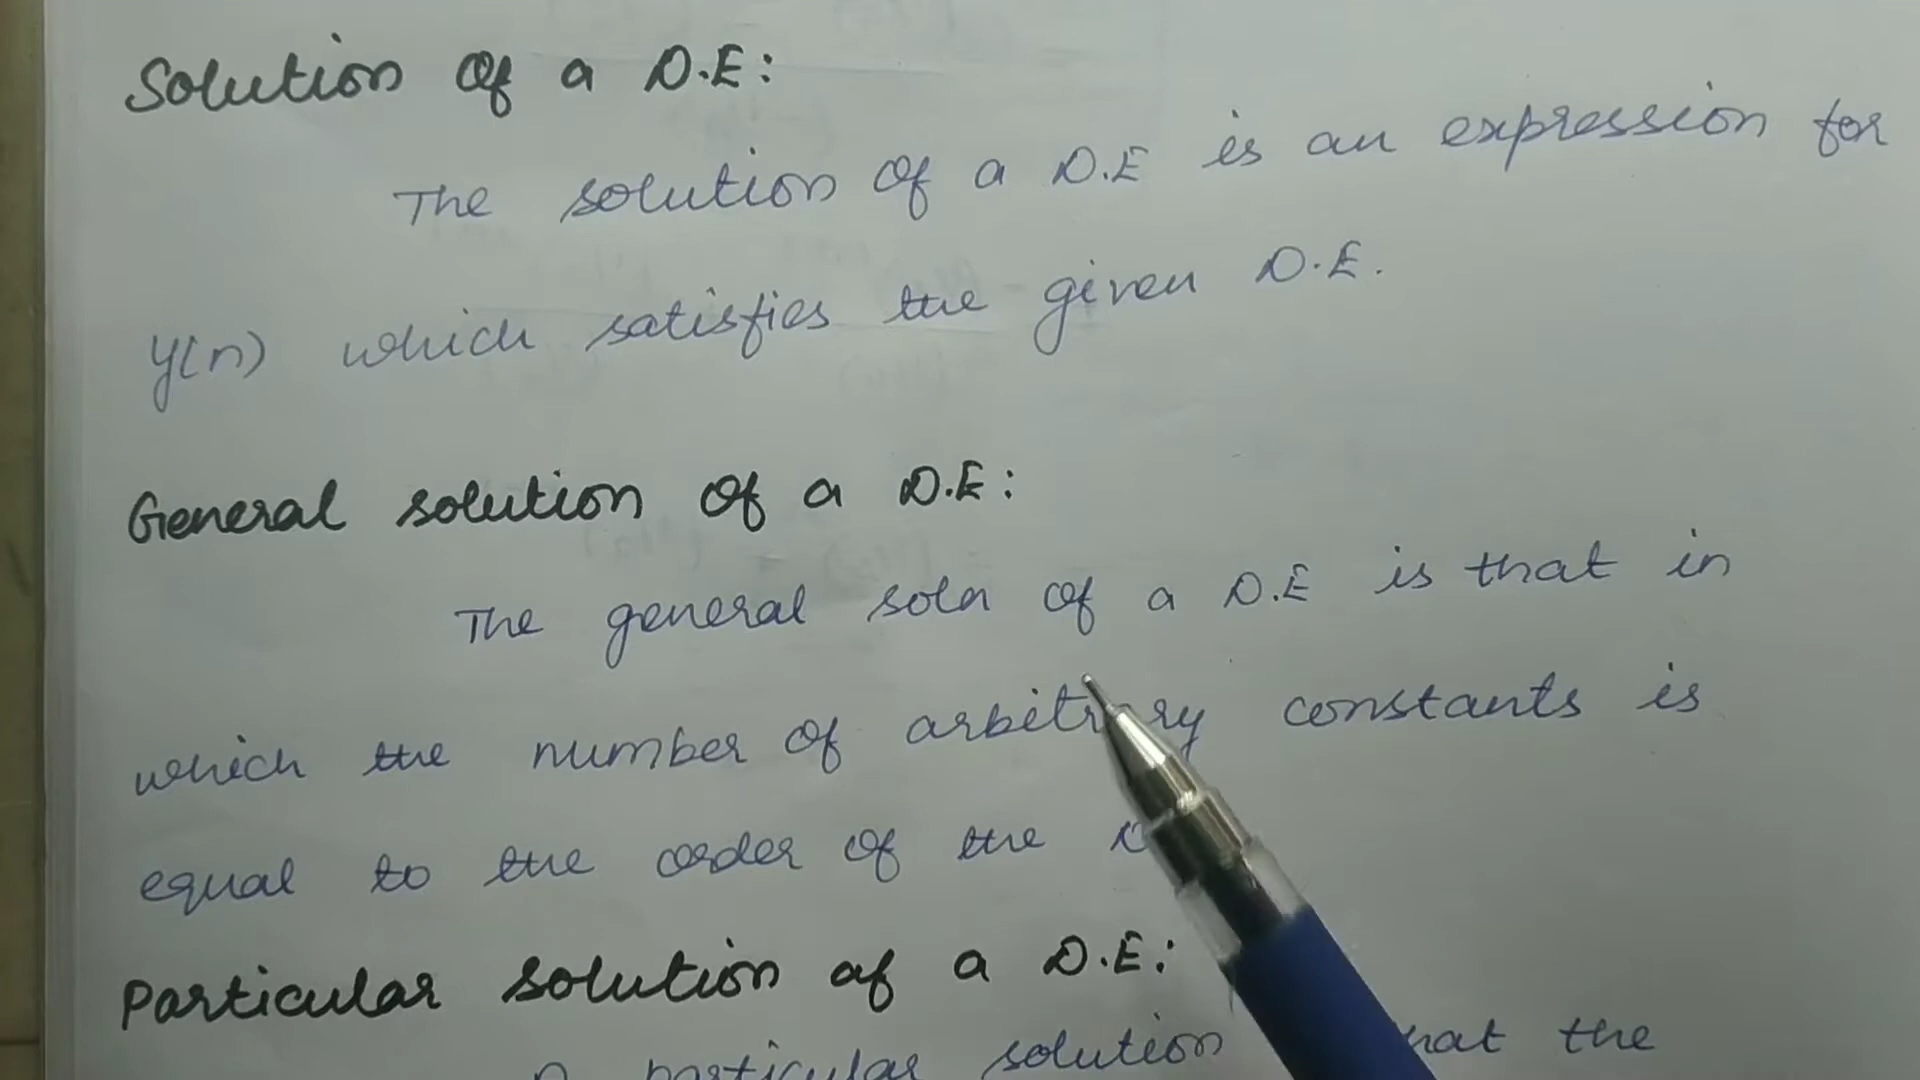 Solution of a D.E:
The solution of a D.E is an expression for
y(n) which satisfies the given D.E.
General solution of a D.E:
The general soln of a D.E is that in
which the number of arbitrary constants is
equal to the order of the
Particular solution of a D.E:
particular solution the